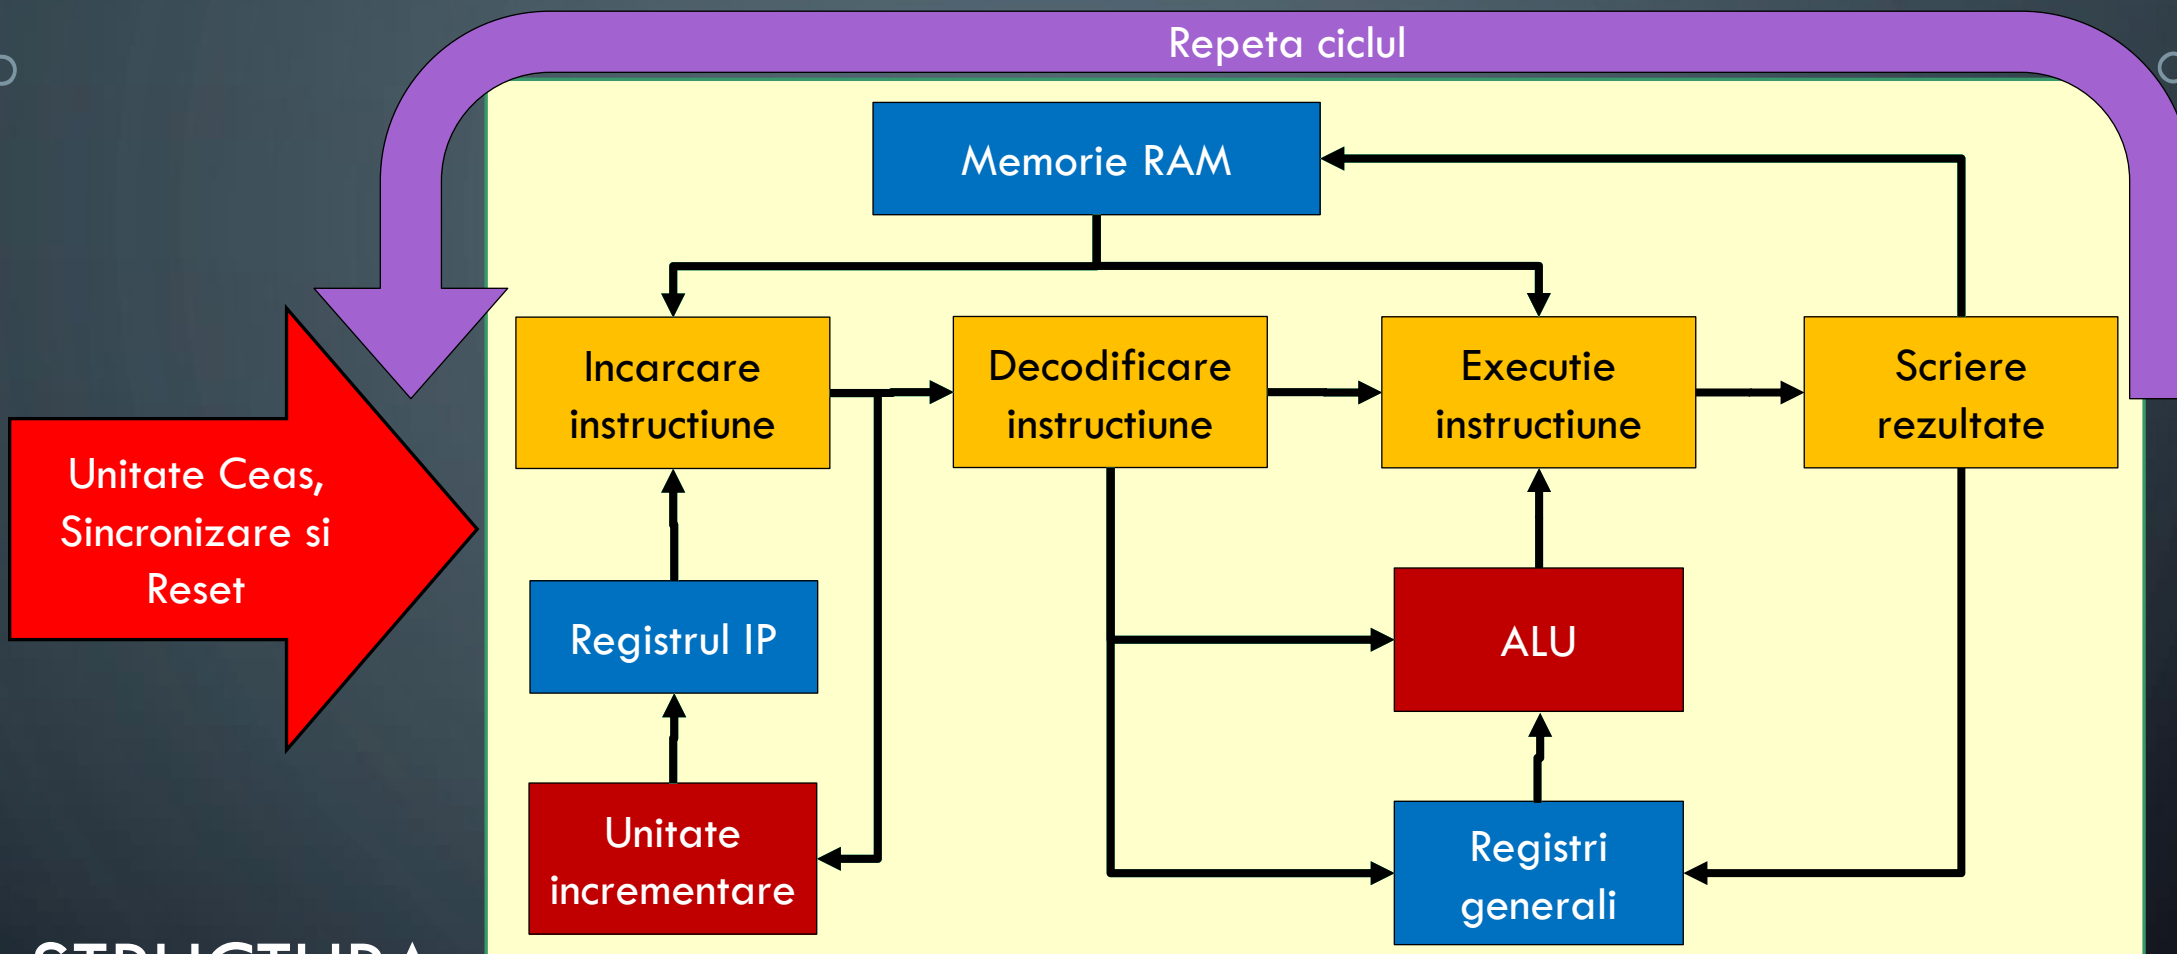 Repeta ciclul
Memorie RAM
Incarcare
instructiune
Decodificare
instructiune
Executie
instructiune
Scriere
rezultate
Unitate Ceas,
Sincronizare si
Reset
Registrul IP
ALU
Unitate
incrementare
Registri
generali
STRUCTURA